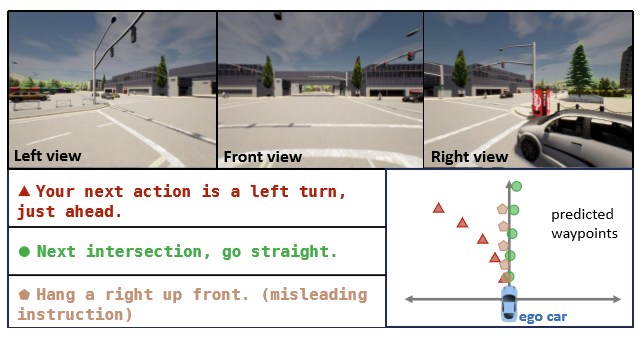 Left view
Front view
Right view
Your next action is a left turn,
just ahead.
Next intersection, go straight.
Hang a right up front. (misleading
instruction)
predicted
waypoints
ego car